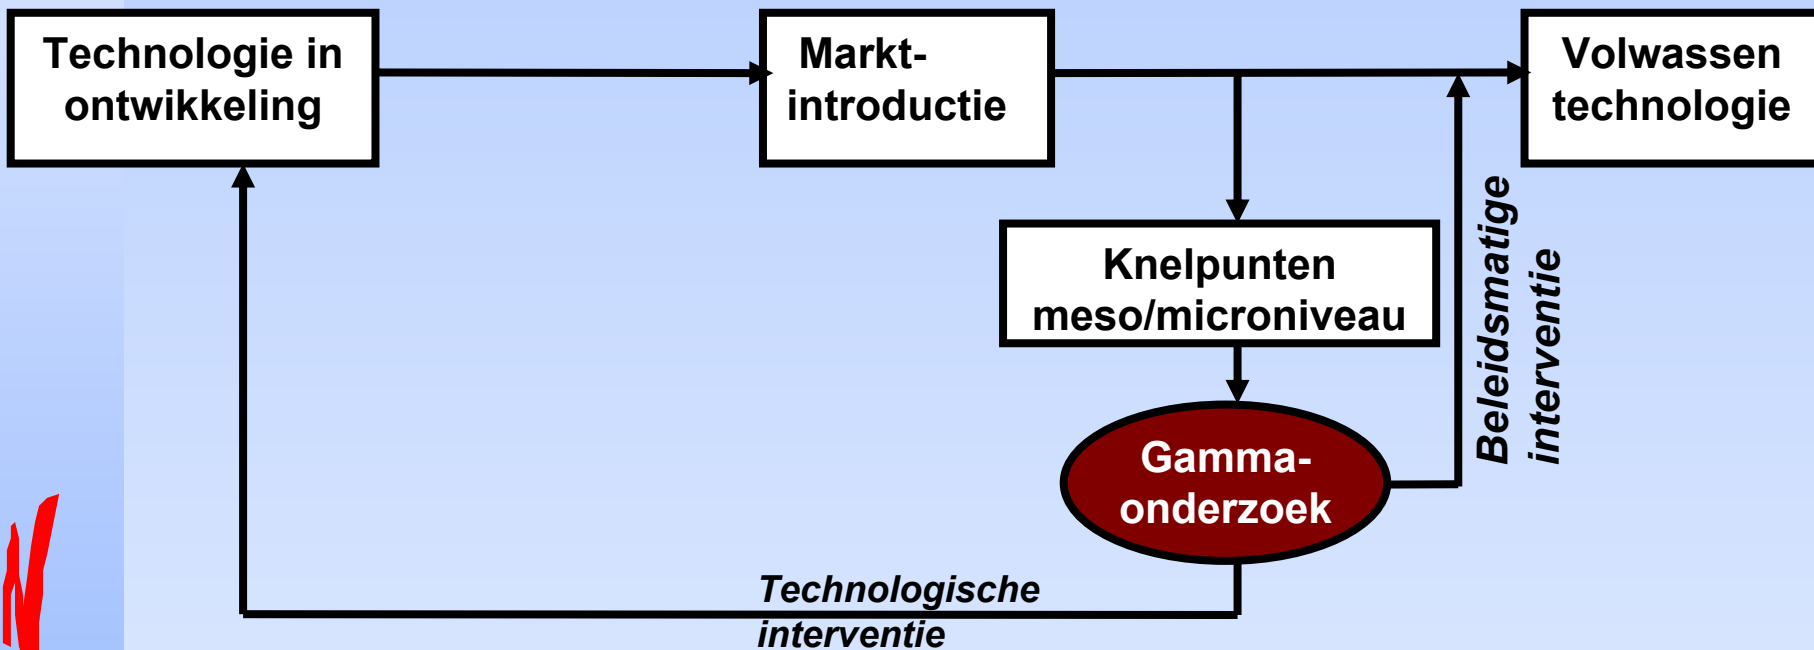 Technologie in
ontwikkeling
Markt-
introductie
Volwassen
technologie
Knelpunten
meso/microniveau
Beleidsmatige
interventie
Gamma-
onderzoek
Technologische
interventie